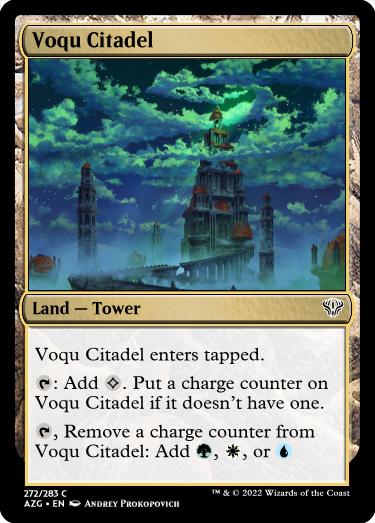 Voqu Citadel
Land — Tower
Voqu Citadel enters tapped.
: Add . Put a charge counter on
Voqu Citadel if it doesn't have one.
, Remove a charge counter from
Voqu Citadel: Add , , or
272/283 C
AZG • EN Andrey Prokopovich
™ & © 2022 Wizards of the Coast